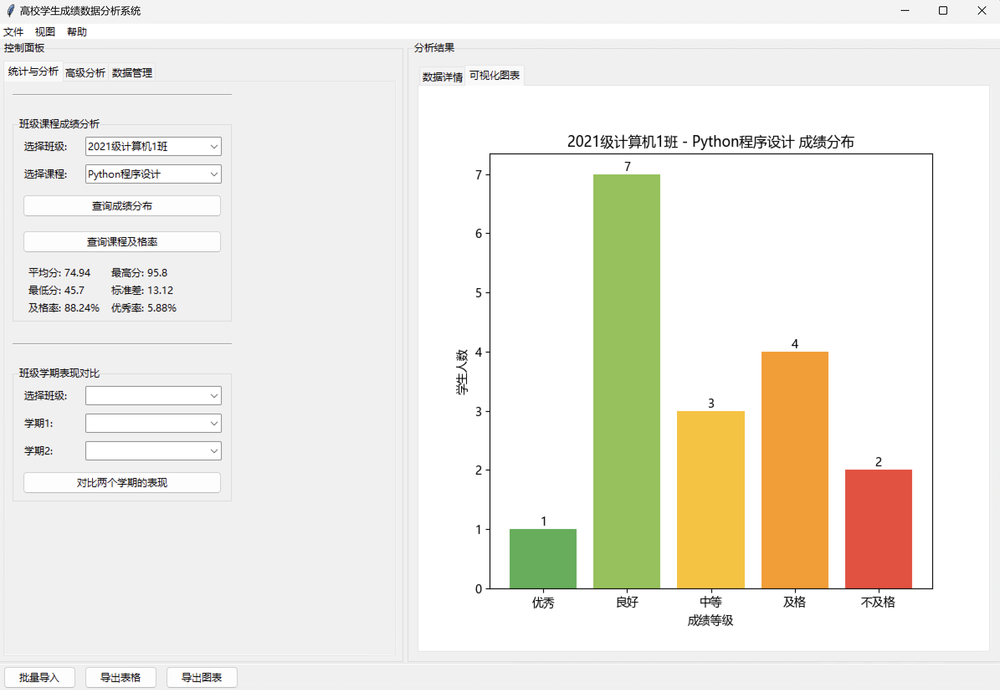 高校学生成绩数据分析系统
文件 视图 帮助
控制面板
统计与分析 高级分析 数据管理
班级课程成绩分析
选择班级: 2021级计算机1班
选择课程: Python程序设计
查询成绩分布
查询课程及格率
平均分: 74.94 最高分: 95.8
最低分: 45.7 标准差: 13.12
及格率: 88.24% 优秀率: 5.88%
班级学期表现对比
选择班级:
学期1:
学期2:
对比两个学期的表现
分析结果
数据详情 可视化图表
2021级计算机1班 - Python程序设计 成绩分布
学生人数
7
6
5
4
3
2
1
0
1
7
3
4
2
优秀 良好 中等 及格 不及格
成绩等级
批量导入 导出表格 导出图表